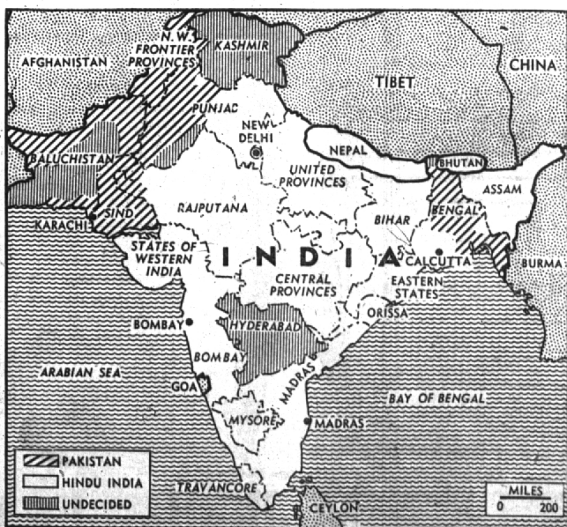 N. W.
FRONTIER
PROVINCES
KASHMIR
AFGHANISTAN
CHINA
TIBET
PUNJAB
NEW
DELHI
NEPAL
BHUTAN
BALUCHISTAN
UNITED
PROVINCES
ASSAM
RAJPUTANA
BIHAR
BENGAL
SIND
KARACHI
STATES OF
WESTERN
INDIA
INDIA
CALCUTTA
BURMA
CENTRAL
PROVINCES
EASTERN
STATES
ORISSA
BOMBAY
HYDERABAD
BOMBAY
ARABIAN SEA
GOA
MADRAS
BAY OF BENGAL
MYSORE
MADRAS
PAKISTAN
HINDU INDIA
UNDECIDED
TRAVANCORE
CEYLON
MILES
0 200